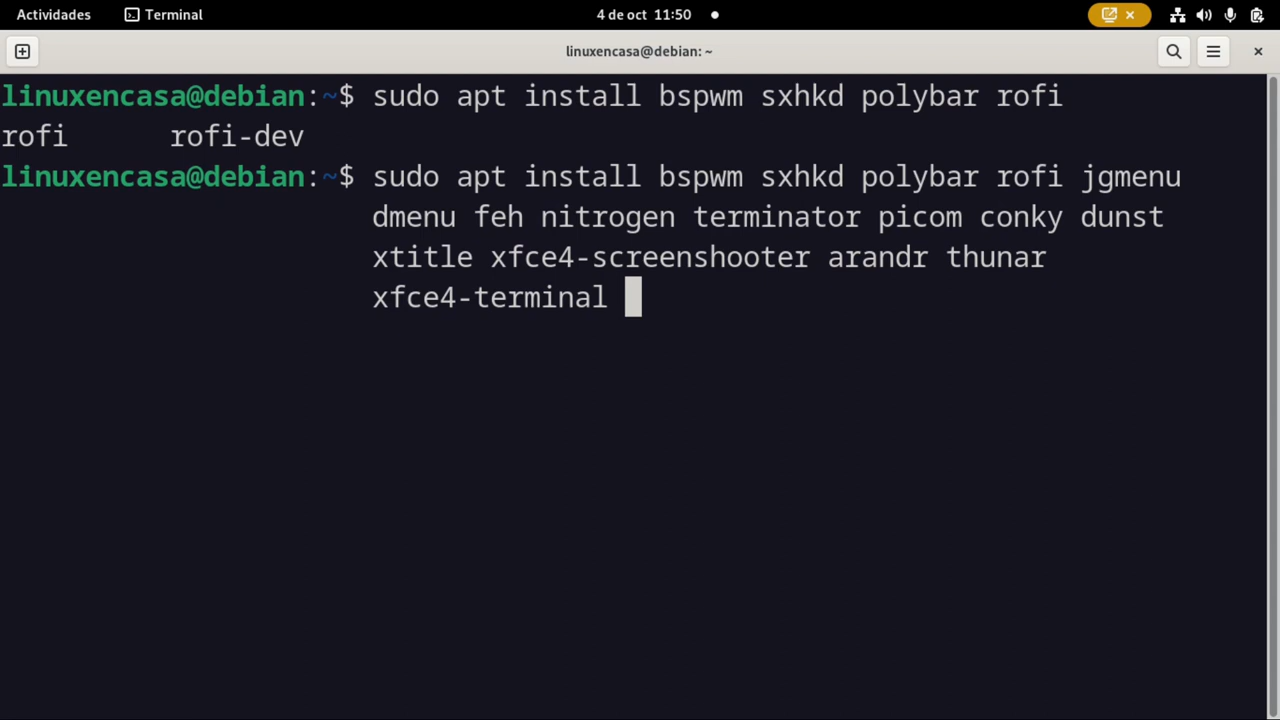 Actividades Terminal 4 de oct 11:50
linuxencasa@debian: ~
linuxencasa@debian:~$ sudo apt install bspwm sxhkd polybar rofi
rofi rofi-dev
linuxencasa@debian:~$ sudo apt install bspwm sxhkd polybar rofi jgmenu
dmenu feh nitrogen terminator picom conky dunst
xtitle xfce4-screenshooter arandr thunar
xfce4-terminal